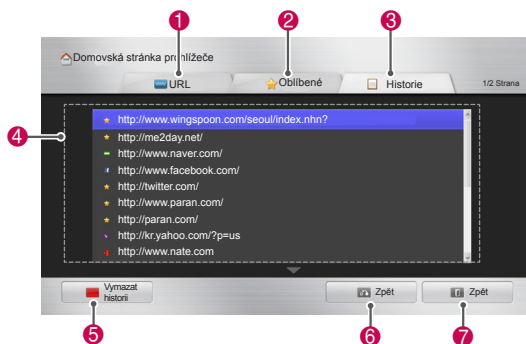 1 2 3
Domovská stránka prohlížeče
URL Oblíbené Historie 1/2 Strana
4
http://www.wingspoon.com/seoul/index.nhn?
http://me2day.net/
http://www.naver.com/
http://www.facebook.com/
http://twitter.com/
http://www.paran.com/
http://paran.com/
http://kr.yahoo.com/?p=us
http://www.nate.com
Vymazat
historii
Zpět Zpět
5 6 7